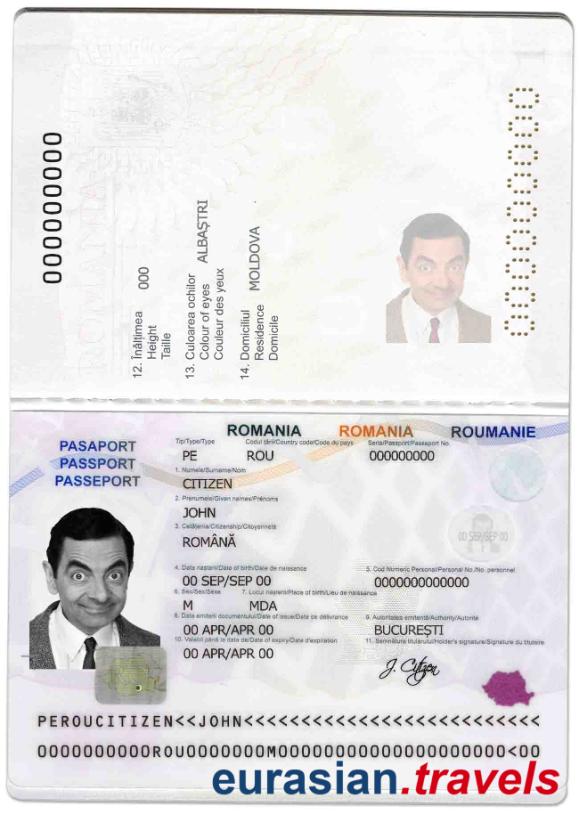 000000000
12. Înălțimea 000
Height
Taille
13. Culoarea ochilor
Colour of eyes ALBAȘTRI
Couleur des yeux
14. Domiciliul
Residence MOLDOVA
Domicile
000000000
ROMANIA ROMANIA ROUMANIE
PASAPORT
PASSPORT
PASSEPORT
Tip/Type/Type Codul țării/Country code/Code du pays Seria/Passport/Passeport No.
PE ROU 000000000
1. Numele/Surname/Nom
CITIZEN
2. Prenumele/Given names/Prénoms
JOHN
3. Cetățenia/Citizenship/Citoyenneté
ROMÂNĂ
4. Data nașterii/Date of birth/Date de naissance 5. Cod Numeric Personal/Personal No./No. personnel
00 SEP/SEP 00 0000000000000
6. Sex/Sex/Sexe 7. Locul nașterii/Place of birth/Lieu de naissance
M MDA
8. Data emiterii documentului/Date of issue/Date de délivrance 9. Autoritatea emitentă/Authority/Autorité
00 APR/APR 00 BUCUREȘTI
10. Valabil până la data de/Date of expiry/Date d'expiration 11. Semnătura titularului/Holder's signature/Signature du titulaire
00 APR/APR 00
J. Citizen
00 SEP/SEP 00
PEROUCITIZEN<<JOHN<<<<<<<<<<<<<<<<<<<<<<<<<<
0000000000ROU0000000M0000000000000000000<00
eurasian.travels